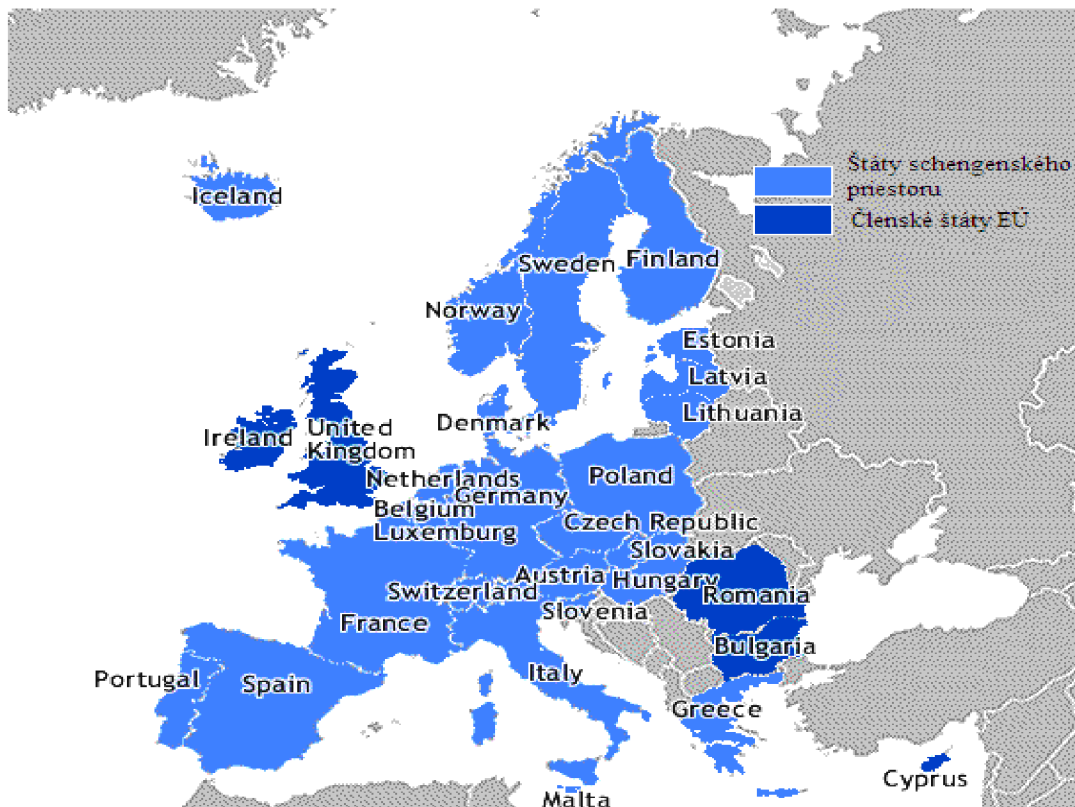 Štáty schengenského
priestoru
Členské štáty EÚ
Iceland
Sweden
Finland
Norway
Estonia
Latvia
Lithuania
Denmark
Ireland
United
Kingdom
Netherlands
Germany
Poland
Belgium
Luxemburg
Czech Republic
Slovakia
Austria
Hungary
Switzerland
Slovenia
Romania
France
Bulgaria
Portugal
Spain
Italy
Greece
Cyprus
Malta